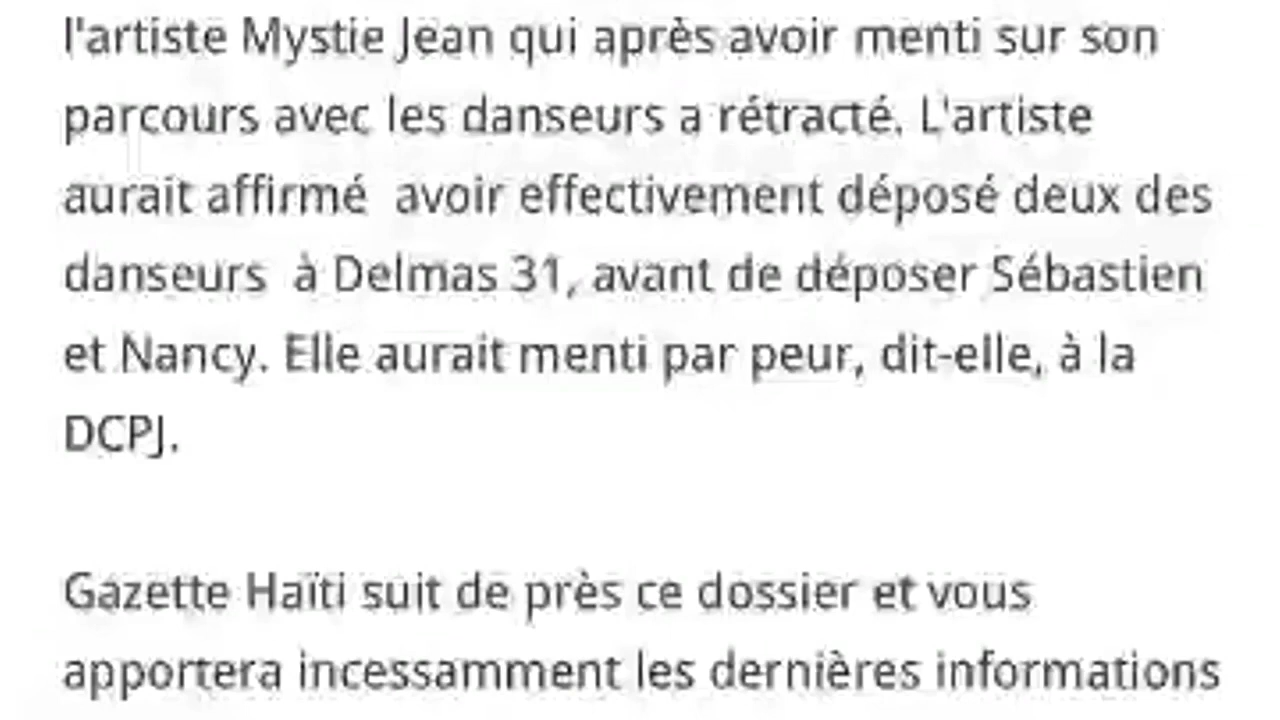 l'artiste Mystie Jean qui après avoir menti sur son
parcours avec les danseurs a rétracté. L'artiste
aurait affirmé  avoir effectivement déposé deux des
danseurs  à Delmas 31, avant de déposer Sébastien
et Nancy. Elle aurait menti par peur, dit-elle, à la
DCPJ.
Gazette Haïti suit de près ce dossier et vous
apportera incessamment les dernières informations